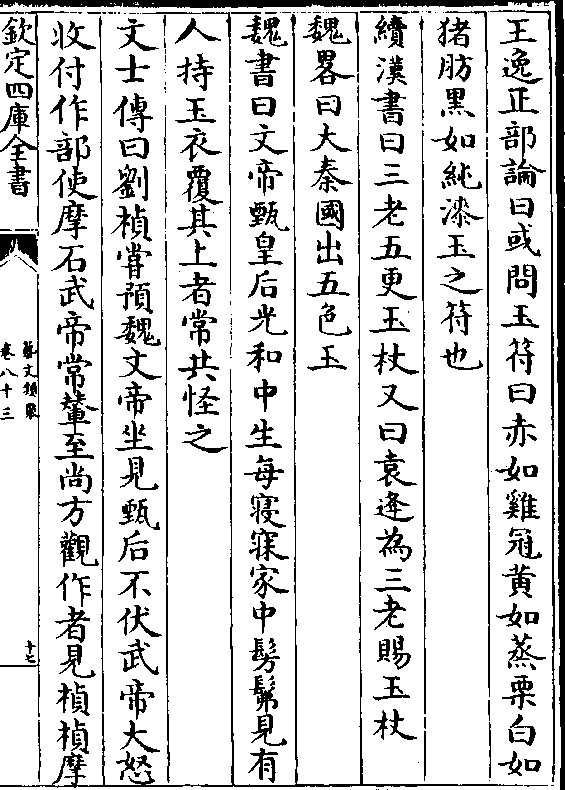 王逸正部論曰或問玉符曰赤如雞冠黄如蒸栗白如
猪肪黒如純漆玉之符也
續漢書曰三老五更玉杖又曰袁逄為三老賜玉杖
魏畧曰大秦國出五色玉
魏書曰文帝甄皇后光和中生每寝寐家中髣髴見有
人持玉衣覆其上者常共怪之
文士傳曰劉楨嘗預魏文帝坐見甄后不伏武帝大怒
收付作部使摩石武帝常輦至尚方觀作者見楨楨摩
欽定四庫全書
藝文類聚
卷八十三
十七